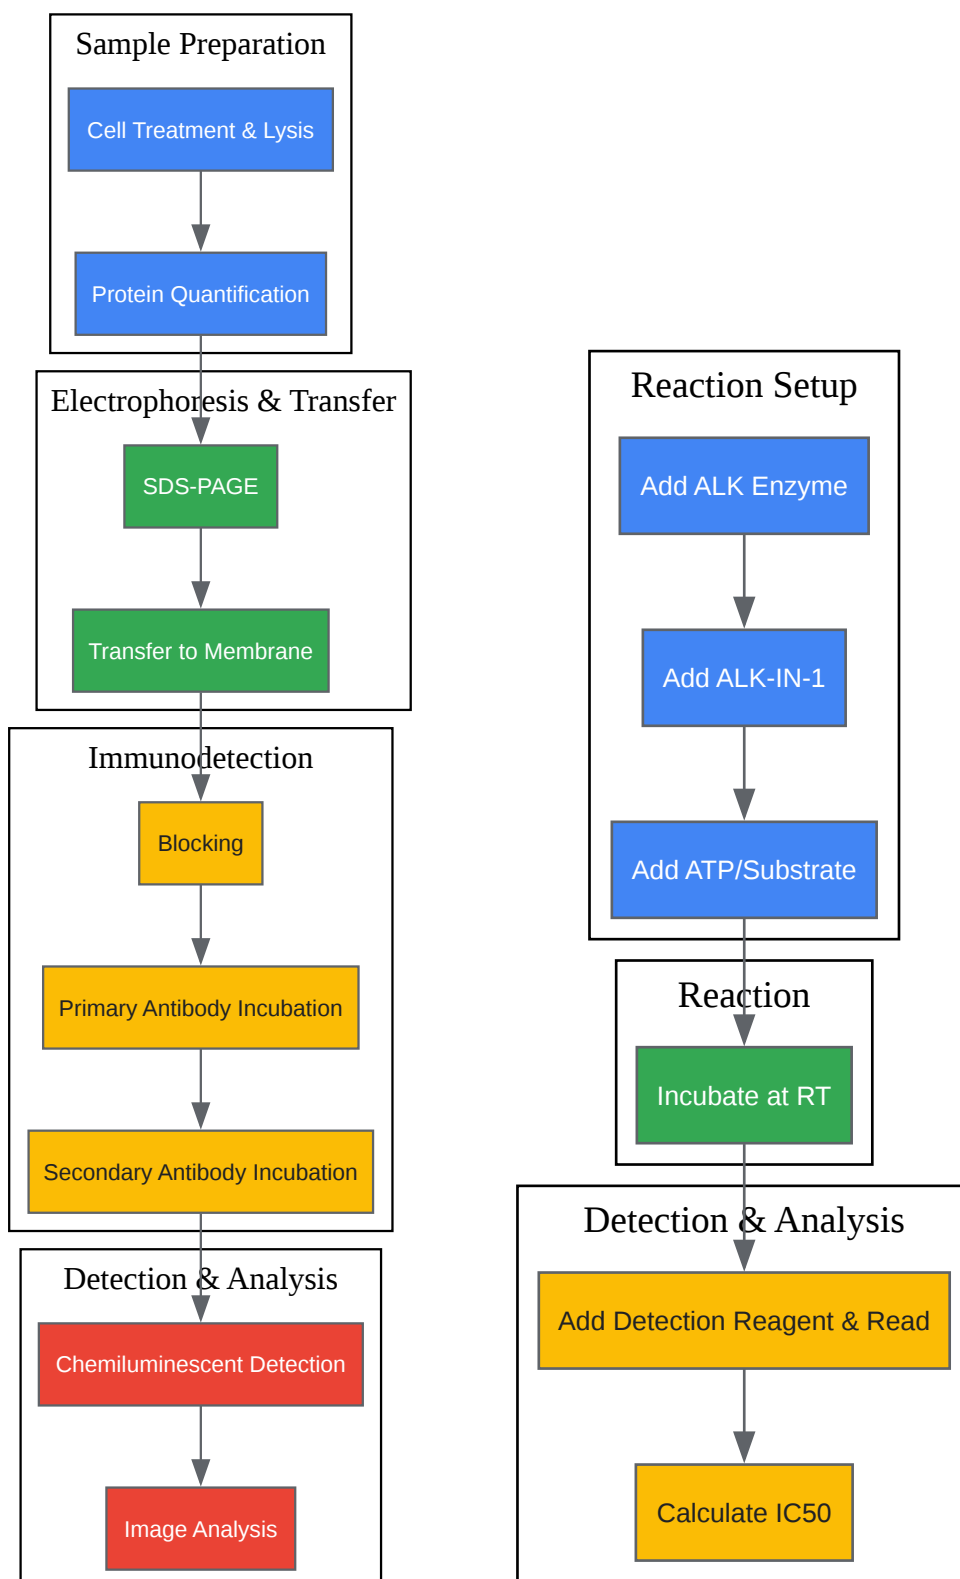 Sample Preparation
Cell Treatment & Lysis
Protein Quantification
Electrophoresis & Transfer
SDS-PAGE
Transfer to Membrane
Immunodetection
Blocking
Primary Antibody Incubation
Secondary Antibody Incubation
Detection & Analysis
Chemiluminescent Detection
Image Analysis
Reaction Setup
Add ALK Enzyme
Add ALK-IN-1
Add ATP/Substrate
Reaction
Incubate at RT
Detection & Analysis
Add Detection Reagent & Read
Calculate IC50